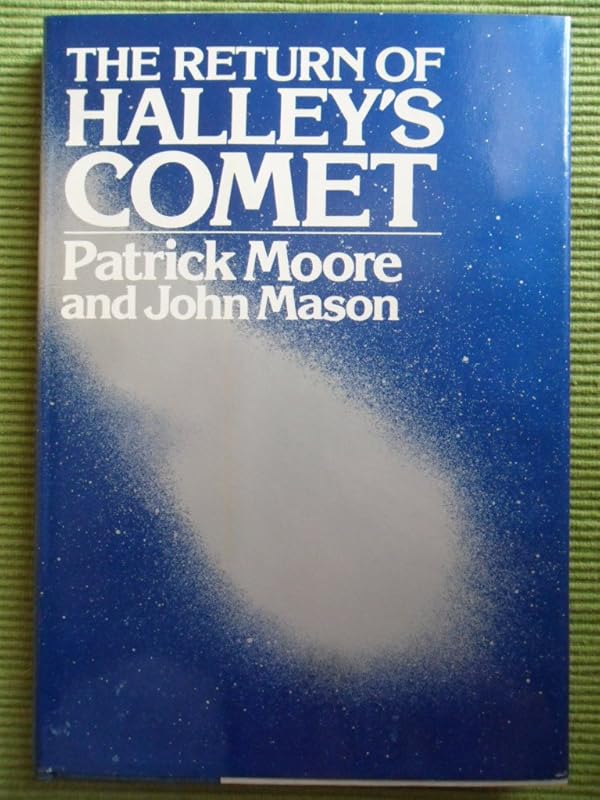 THE RETURN OF
HALLEY'S
COMET
Patrick Moore
and John Mason